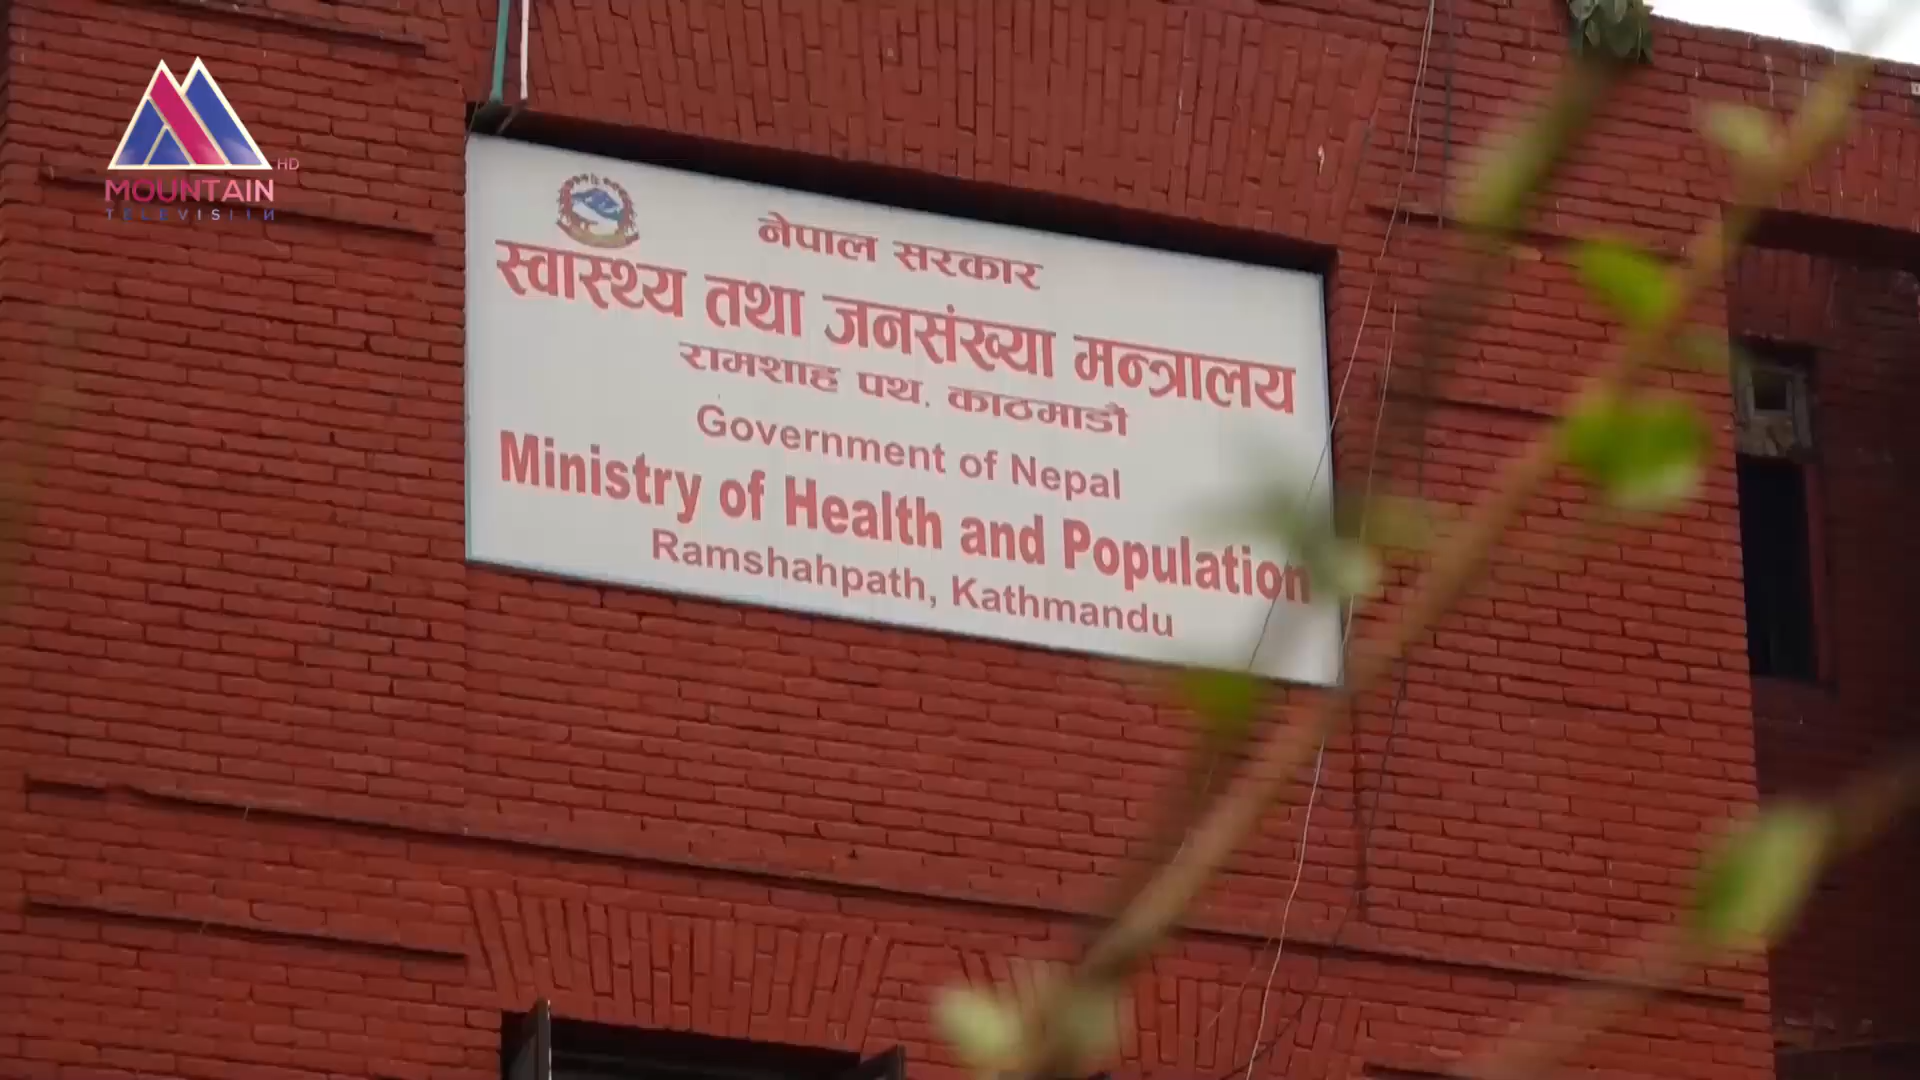 MOUNTAIN HD
TELEVISIIN
नेपाल सरकार
स्वास्थ्य तथा जनसंख्या मन्त्रालय
रामशाह पथ, काठमाडौं
Government of Nepal
Ministry of Health and Population
Ramshahpath, Kathmandu